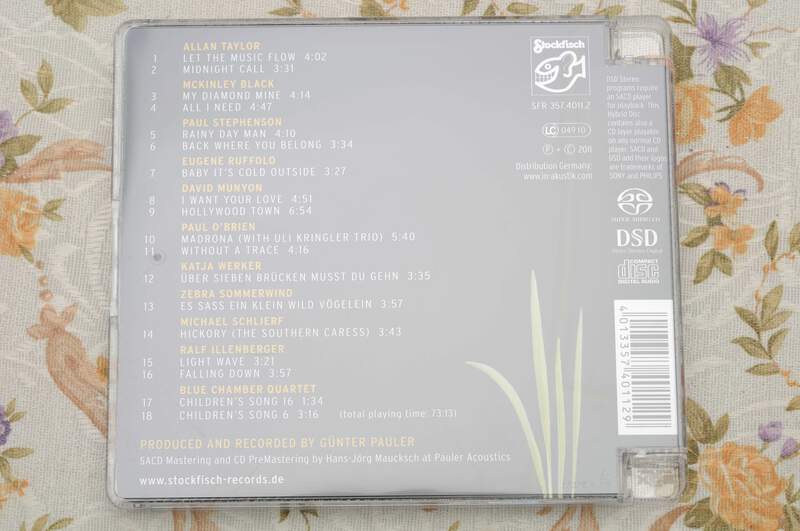 ALLAN TAYLOR
1 LET THE MUSIC FLOW 4:02
2 MIDNIGHT CALL 3:31
MCKINLEY BLACK
3 MY DIAMOND MINE 4:14
4 ALL I NEED 4:47
PAUL STEPHENSON
5 RAINY DAY MAN 4:10
6 BACK WHERE YOU BELONG 3:34
EUGENE RUFFOLO
7 BABY IT'S COLD OUTSIDE 3:27
DAVID MUNYON
8 I WANT YOUR LOVE 4:51
9 HOLLYWOOD TOWN 6:54
PAUL O'BRIEN
10 MADRONA (WITH ULI KRINGLER TRIO) 5:40
11 WITHOUT A TRACE 4:16
KATJA WERKER
12 ÜBER SIEBEN BRÜCKEN MUSST DU GEHN 3:35
ZEBRA SOMMERWIND
13 ES SASS EIN KLEIN WILD VÖGELEIN 3:57
MICHAEL SCHLIERF
14 HICKORY (THE SOUTHERN CARESS) 3:43
RALF ILLENBERGER
15 LIGHT WAVE 3:21
16 FALLING DOWN 3:57
BLUE CHAMBER QUARTET
17 CHILDREN'S SONG 16 1:34
18 CHILDREN'S SONG 6 3:16 (total playing time: 73:13)
PRODUCED AND RECORDED BY GÜNTER PAULER
SACD Mastering and CD PreMastering by Hans-Jörg Maucksch at Pauler Acoustics
www.stockfisch-records.de
Stockfisch
SFR 357.4011.2
LC 04910
P + C 2011
Distribution Germany:
www.in-akustik.com
DSD Stereo
programs require
an SACD player
for playback. This
Hybrid Disc
contains also a
CD layer playable
on any normal CD
player. SACD and
DSD and their logos
are trademarks of
SONY and PHILIPS
SUPER AUDIO CD
DSD
Direct Stream Digital
COMPACT
disc
DIGITAL AUDIO
4 013357 401129